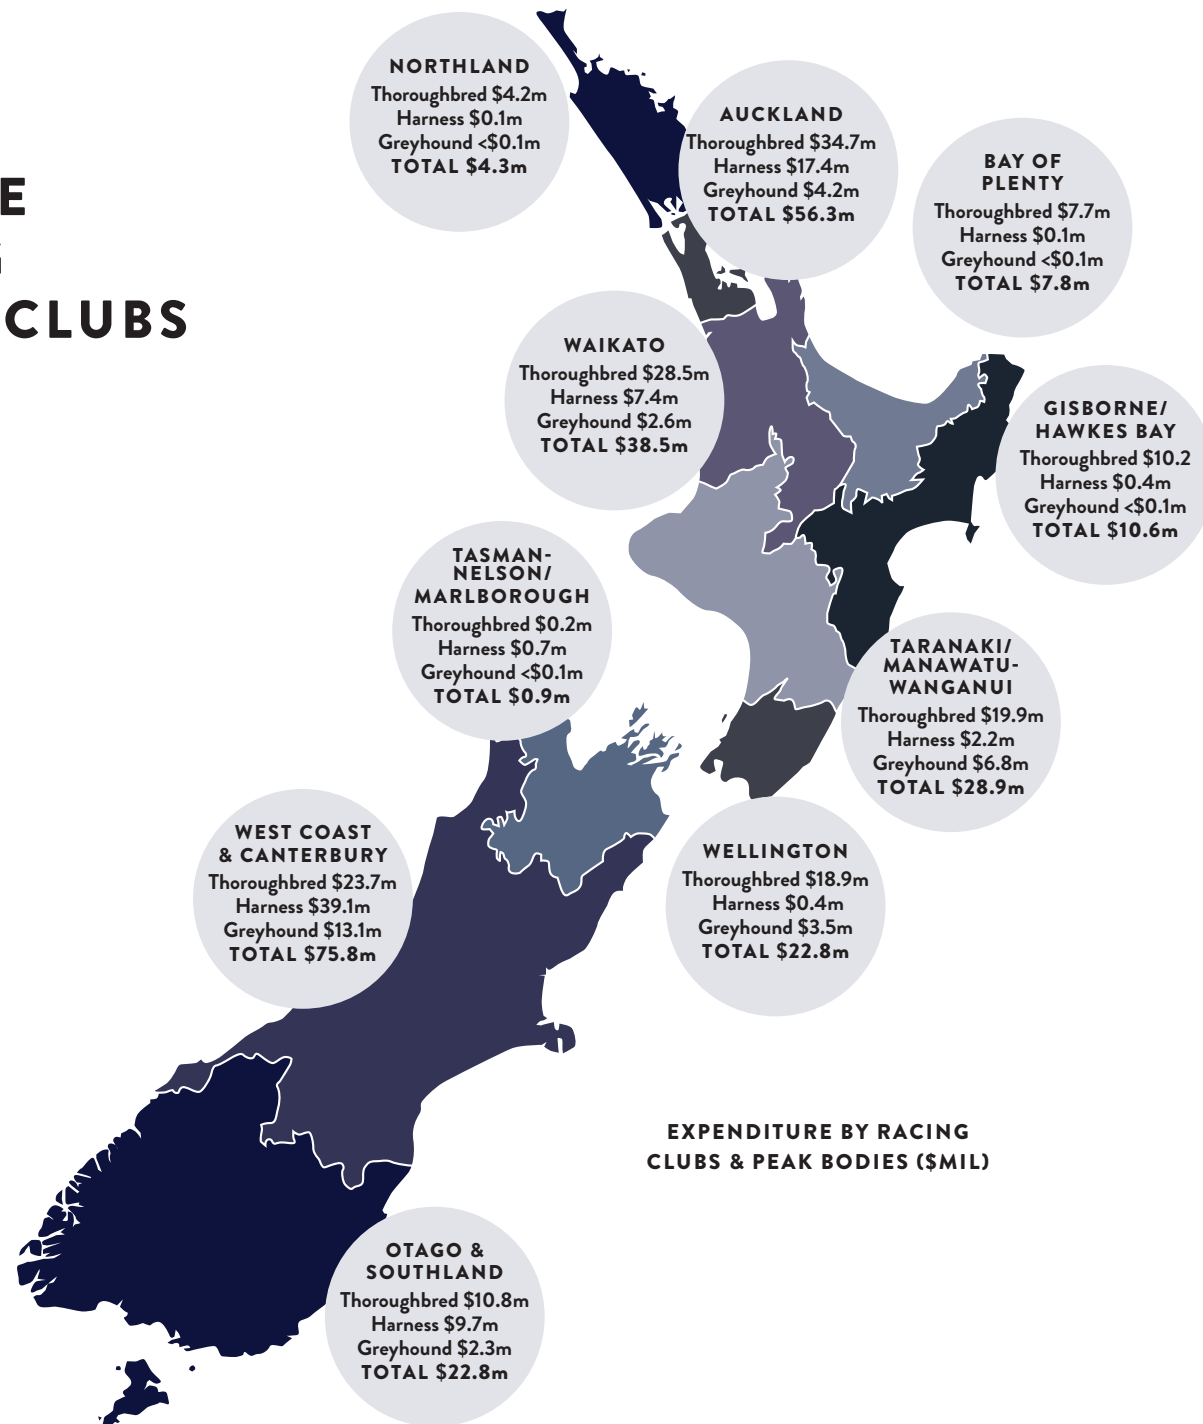 E
CLUBS
NORTHLAND
Thoroughbred $4.2m
Harness $0.1m
Greyhound <$0.1m
TOTAL $4.3m
AUCKLAND
Thoroughbred $34.7m
Harness $17.4m
Greyhound $4.2m
TOTAL $56.3m
BAY OF
PLENTY
Thoroughbred $7.7m
Harness $0.1m
Greyhound <$0.1m
TOTAL $7.8m
WAIKATO
Thoroughbred $28.5m
Harness $7.4m
Greyhound $2.6m
TOTAL $38.5m
GISBORNE/
HAWKES BAY
Thoroughbred $10.2
Harness $0.4m
Greyhound <$0.1m
TOTAL $10.6m
TASMAN-
NELSON/
MARLBOROUGH
Thoroughbred $0.2m
Harness $0.7m
Greyhound <$0.1m
TOTAL $0.9m
TARANAKI/
MANAWATU-
WANGANUI
Thoroughbred $19.9m
Harness $2.2m
Greyhound $6.8m
TOTAL $28.9m
WEST COAST
& CANTERBURY
Thoroughbred $23.7m
Harness $39.1m
Greyhound $13.1m
TOTAL $75.8m
WELLINGTON
Thoroughbred $18.9m
Harness $0.4m
Greyhound $3.5m
TOTAL $22.8m
EXPENDITURE BY RACING
CLUBS & PEAK BODIES ($MIL)
OTAGO &
SOUTHLAND
Thoroughbred $10.8m
Harness $9.7m
Greyhound $2.3m
TOTAL $22.8m